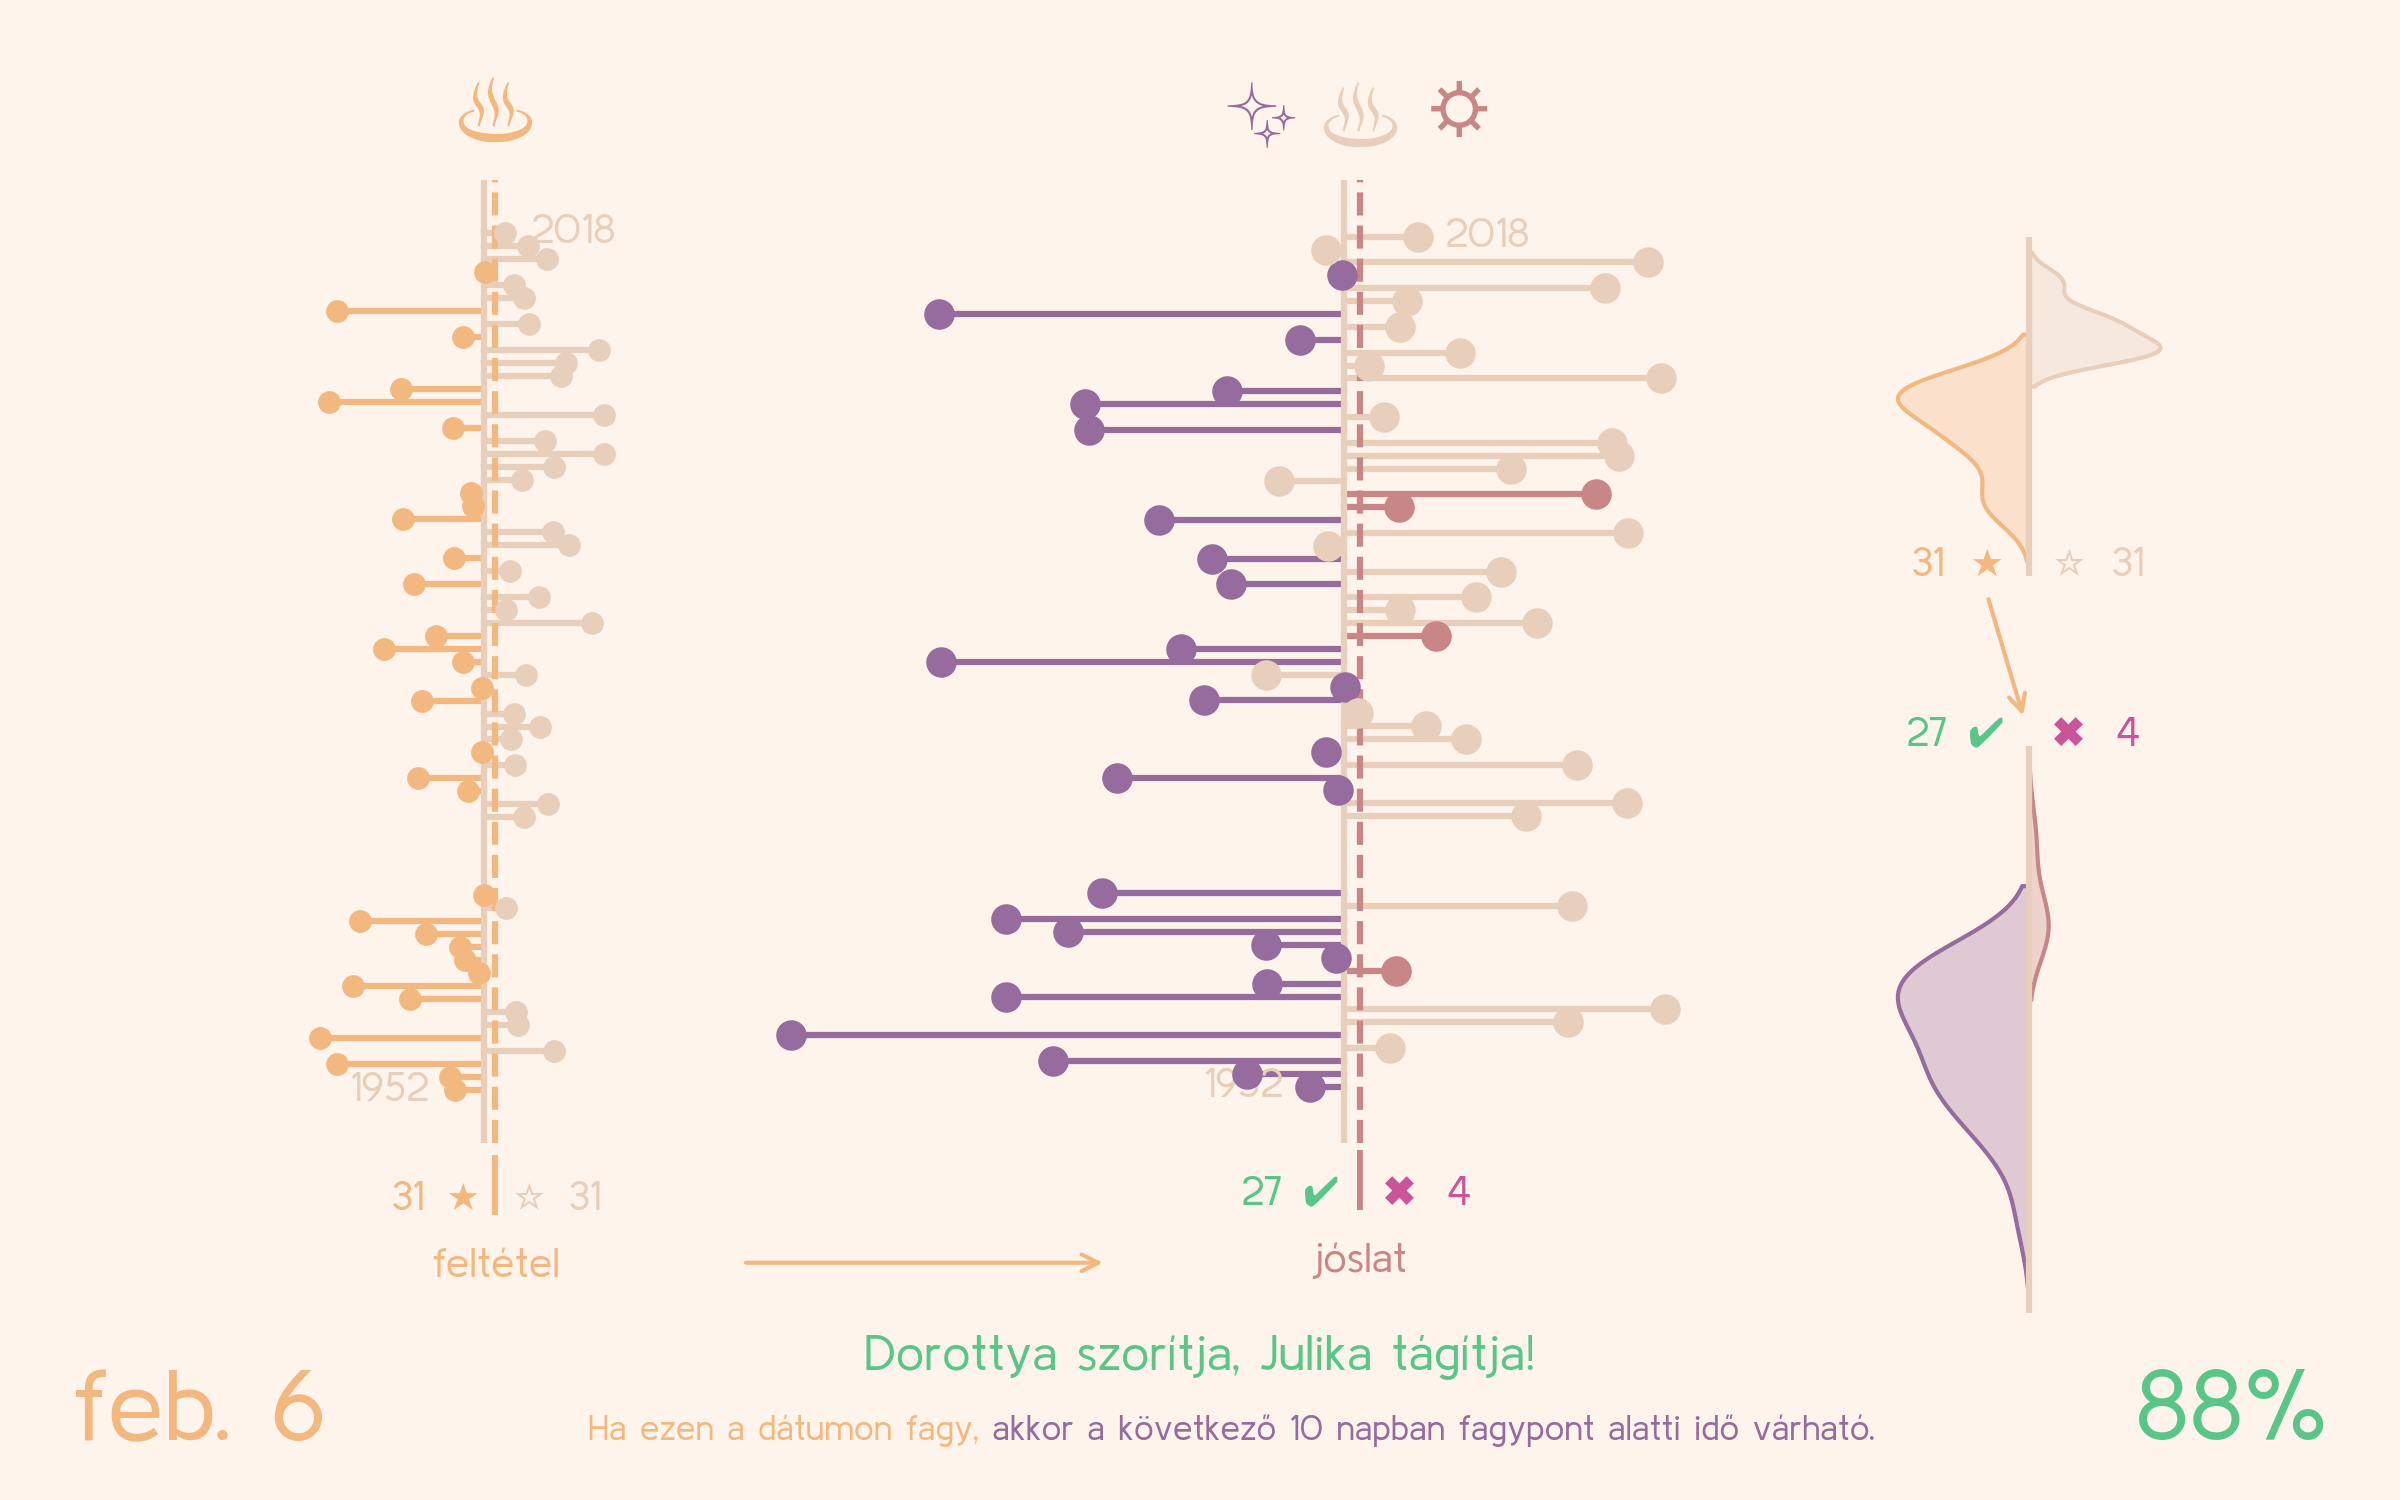 2018
2018
31 ★ ☆ 31
27 ✔ ✖ 4
1952
1952
31 ★ ☆ 31
27 ✔ ✖ 4
feltétel
jóslat
Dorottya szorítja, Julika tágítja!
feb. 6
Ha ezen a dátumon fagy, akkor a következő 10 napban fagypont alatti idő várható.
88%